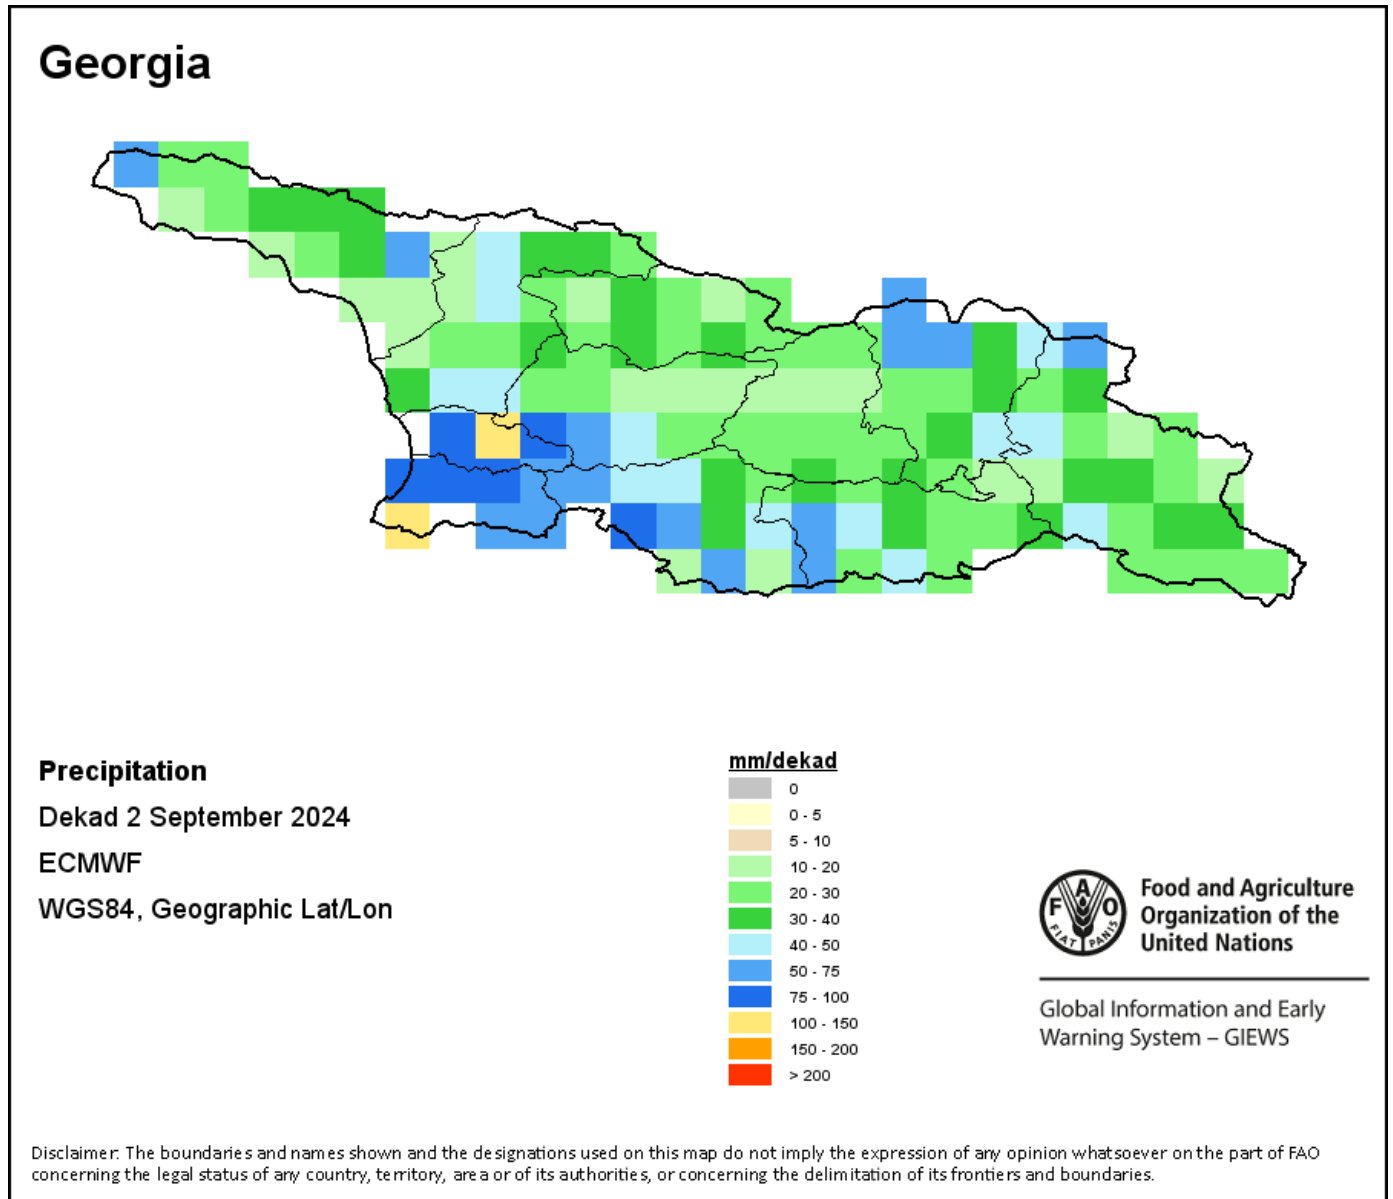 Georgia
Precipitation
Dekad 2 September 2024
ECMWF
WGS84, Geographic Lat/Lon
mm/dekad
0
0 - 5
5 - 10
10 - 20
20 - 30
30 - 40
40 - 50
50 - 75
75 - 100
100 - 150
150 - 200
> 200
F A O
FIAT PANIS
Food and Agriculture
Organization of the
United Nations
Global Information and Early
Warning System – GIEWS
Disclaimer: The boundaries and names shown and the designations used on this map do not imply the expression of any opinion whatsoever on the part of FAO
concerning the legal status of any country, territory, area or of its authorities, or concerning the delimitation of its frontiers and boundaries.